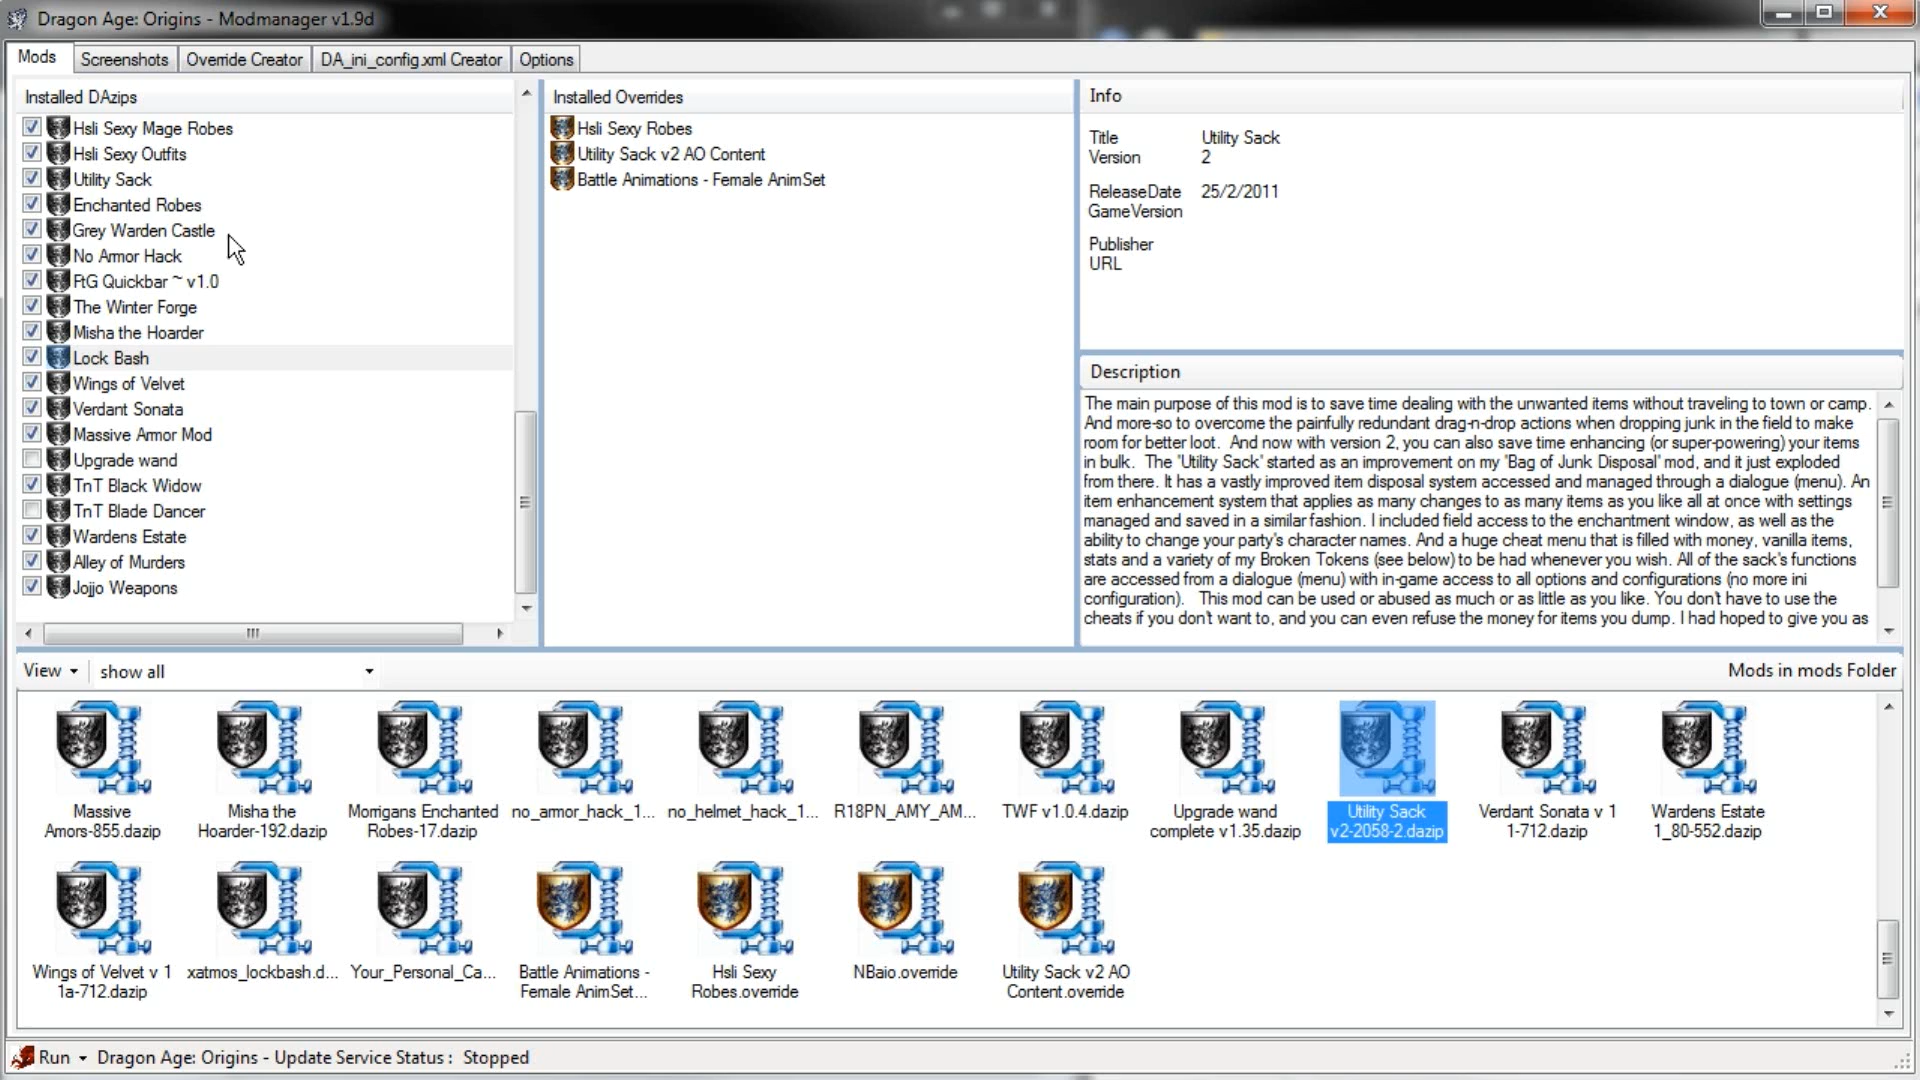 Dragon Age: Origins - Modmanager v1.9d
Mods
Screenshots
Override Creator
DA_ini_config.xml Creator
Options
Installed DAzips
Hsli Sexy Mage Robes
Hsli Sexy Outfits
Utility Sack
Enchanted Robes
Grey Warden Castle
No Armor Hack
FtG Quickbar ~ v1.0
The Winter Forge
Misha the Hoarder
Lock Bash
Wings of Velvet
Verdant Sonata
Massive Armor Mod
Upgrade wand
TnT Black Widow
TnT Blade Dancer
Wardens Estate
Alley of Murders
Jojjo Weapons
Installed Overrides
Hsli Sexy Robes
Utility Sack v2 AO Content
Battle Animations - Female AnimSet
Info
Title Utility Sack
Version 2
ReleaseDate 25/2/2011
GameVersion
Publisher
URL
Description
The main purpose of this mod is to save time dealing with the unwanted items without traveling to town or camp.
And more-so to overcome the painfully redundant drag-n-drop actions when dropping junk in the field to make
room for better loot.  And now with version 2, you can also save time enhancing (or super-powering) your items
in bulk.  The 'Utility Sack' started as an improvement on my 'Bag of Junk Disposal' mod, and it just exploded
from there. It has a vastly improved item disposal system accessed and managed through a dialogue (menu). An
item enhancement system that applies as many changes to as many items as you like all at once with settings
managed and saved in a similar fashion. I included field access to the enchantment window, as well as the
ability to change your party's character names. And a huge cheat menu that is filled with money, vanilla items,
stats and a variety of my Broken Tokens (see below) to be had whenever you wish. All of the sack's functions
are accessed from a dialogue (menu) with in-game access to all options and configurations (no more ini
configuration).   This mod can be used or abused as much or as little as you like. You don't have to use the
cheats if you don't want to, and you can even refuse the money for items you dump. I had hoped to give you as
View
show all
Mods in mods Folder
Massive
Amors-855.dazip
Misha the
Hoarder-192.dazip
Morrigans Enchanted
Robes-17.dazip
no_armor_hack_1...
no_helmet_hack_1...
R18PN_AMY_AM...
TWF v1.0.4.dazip
Upgrade wand
complete v1.35.dazip
Utility Sack
v2-2058-2.dazip
Verdant Sonata v 1
1-712.dazip
Wardens Estate
1_80-552.dazip
Wings of Velvet v 1
1a-712.dazip
xatmos_lockbash.d...
Your_Personal_Ca...
Battle Animations -
Female AnimSet...
Hsli Sexy
Robes.override
NBaio.override
Utility Sack v2 AO
Content.override
Run
Dragon Age: Origins - Update Service Status : Stopped